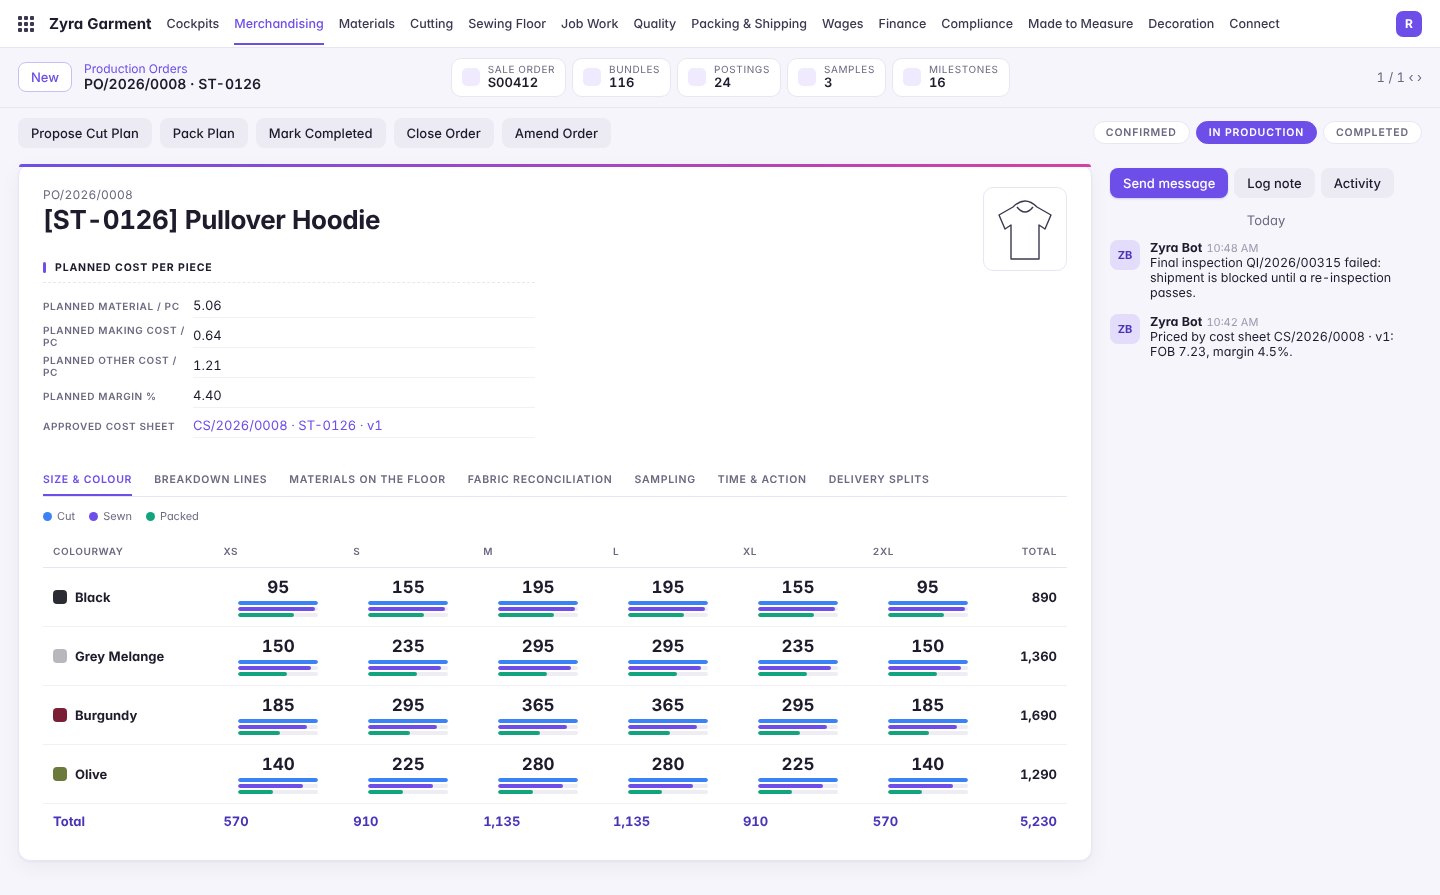 Zyra Garment Cockpits Merchandising Materials Cutting Sewing Floor Job Work Quality Packing & Shipping Wages Finance Compliance Made to Measure Decoration Connect R
New
Production Orders
PO/2026/0008 · ST-0126
SALE ORDER
S00412
BUNDLES
116
POSTINGS
24
SAMPLES
3
MILESTONES
16
1 / 1 ‹ ›
Propose Cut Plan Pack Plan Mark Completed Close Order Amend Order
CONFIRMED IN PRODUCTION COMPLETED
PO/2026/0008
[ST-0126] Pullover Hoodie
PLANNED COST PER PIECE
PLANNED MATERIAL / PC 5.06
PLANNED MAKING COST / PC 0.64
PLANNED OTHER COST / PC 1.21
PLANNED MARGIN % 4.40
APPROVED COST SHEET CS/2026/0008 · ST-0126 · v1
SIZE & COLOUR BREAKDOWN LINES MATERIALS ON THE FLOOR FABRIC RECONCILIATION SAMPLING TIME & ACTION DELIVERY SPLITS
Cut Sewn Packed
COLOURWAY XS S M L XL 2XL TOTAL
Black 95 155 195 195 155 95 890
Grey Melange 150 235 295 295 235 150 1,360
Burgundy 185 295 365 365 295 185 1,690
Olive 140 225 280 280 225 140 1,290
Total 570 910 1,135 1,135 910 570 5,230
Send message Log note Activity
Today
ZB
Zyra Bot 10:48 AM
Final inspection QI/2026/00315 failed:
shipment is blocked until a re-inspection
passes.
ZB
Zyra Bot 10:42 AM
Priced by cost sheet CS/2026/0008 · v1:
FOB 7.23, margin 4.5%.